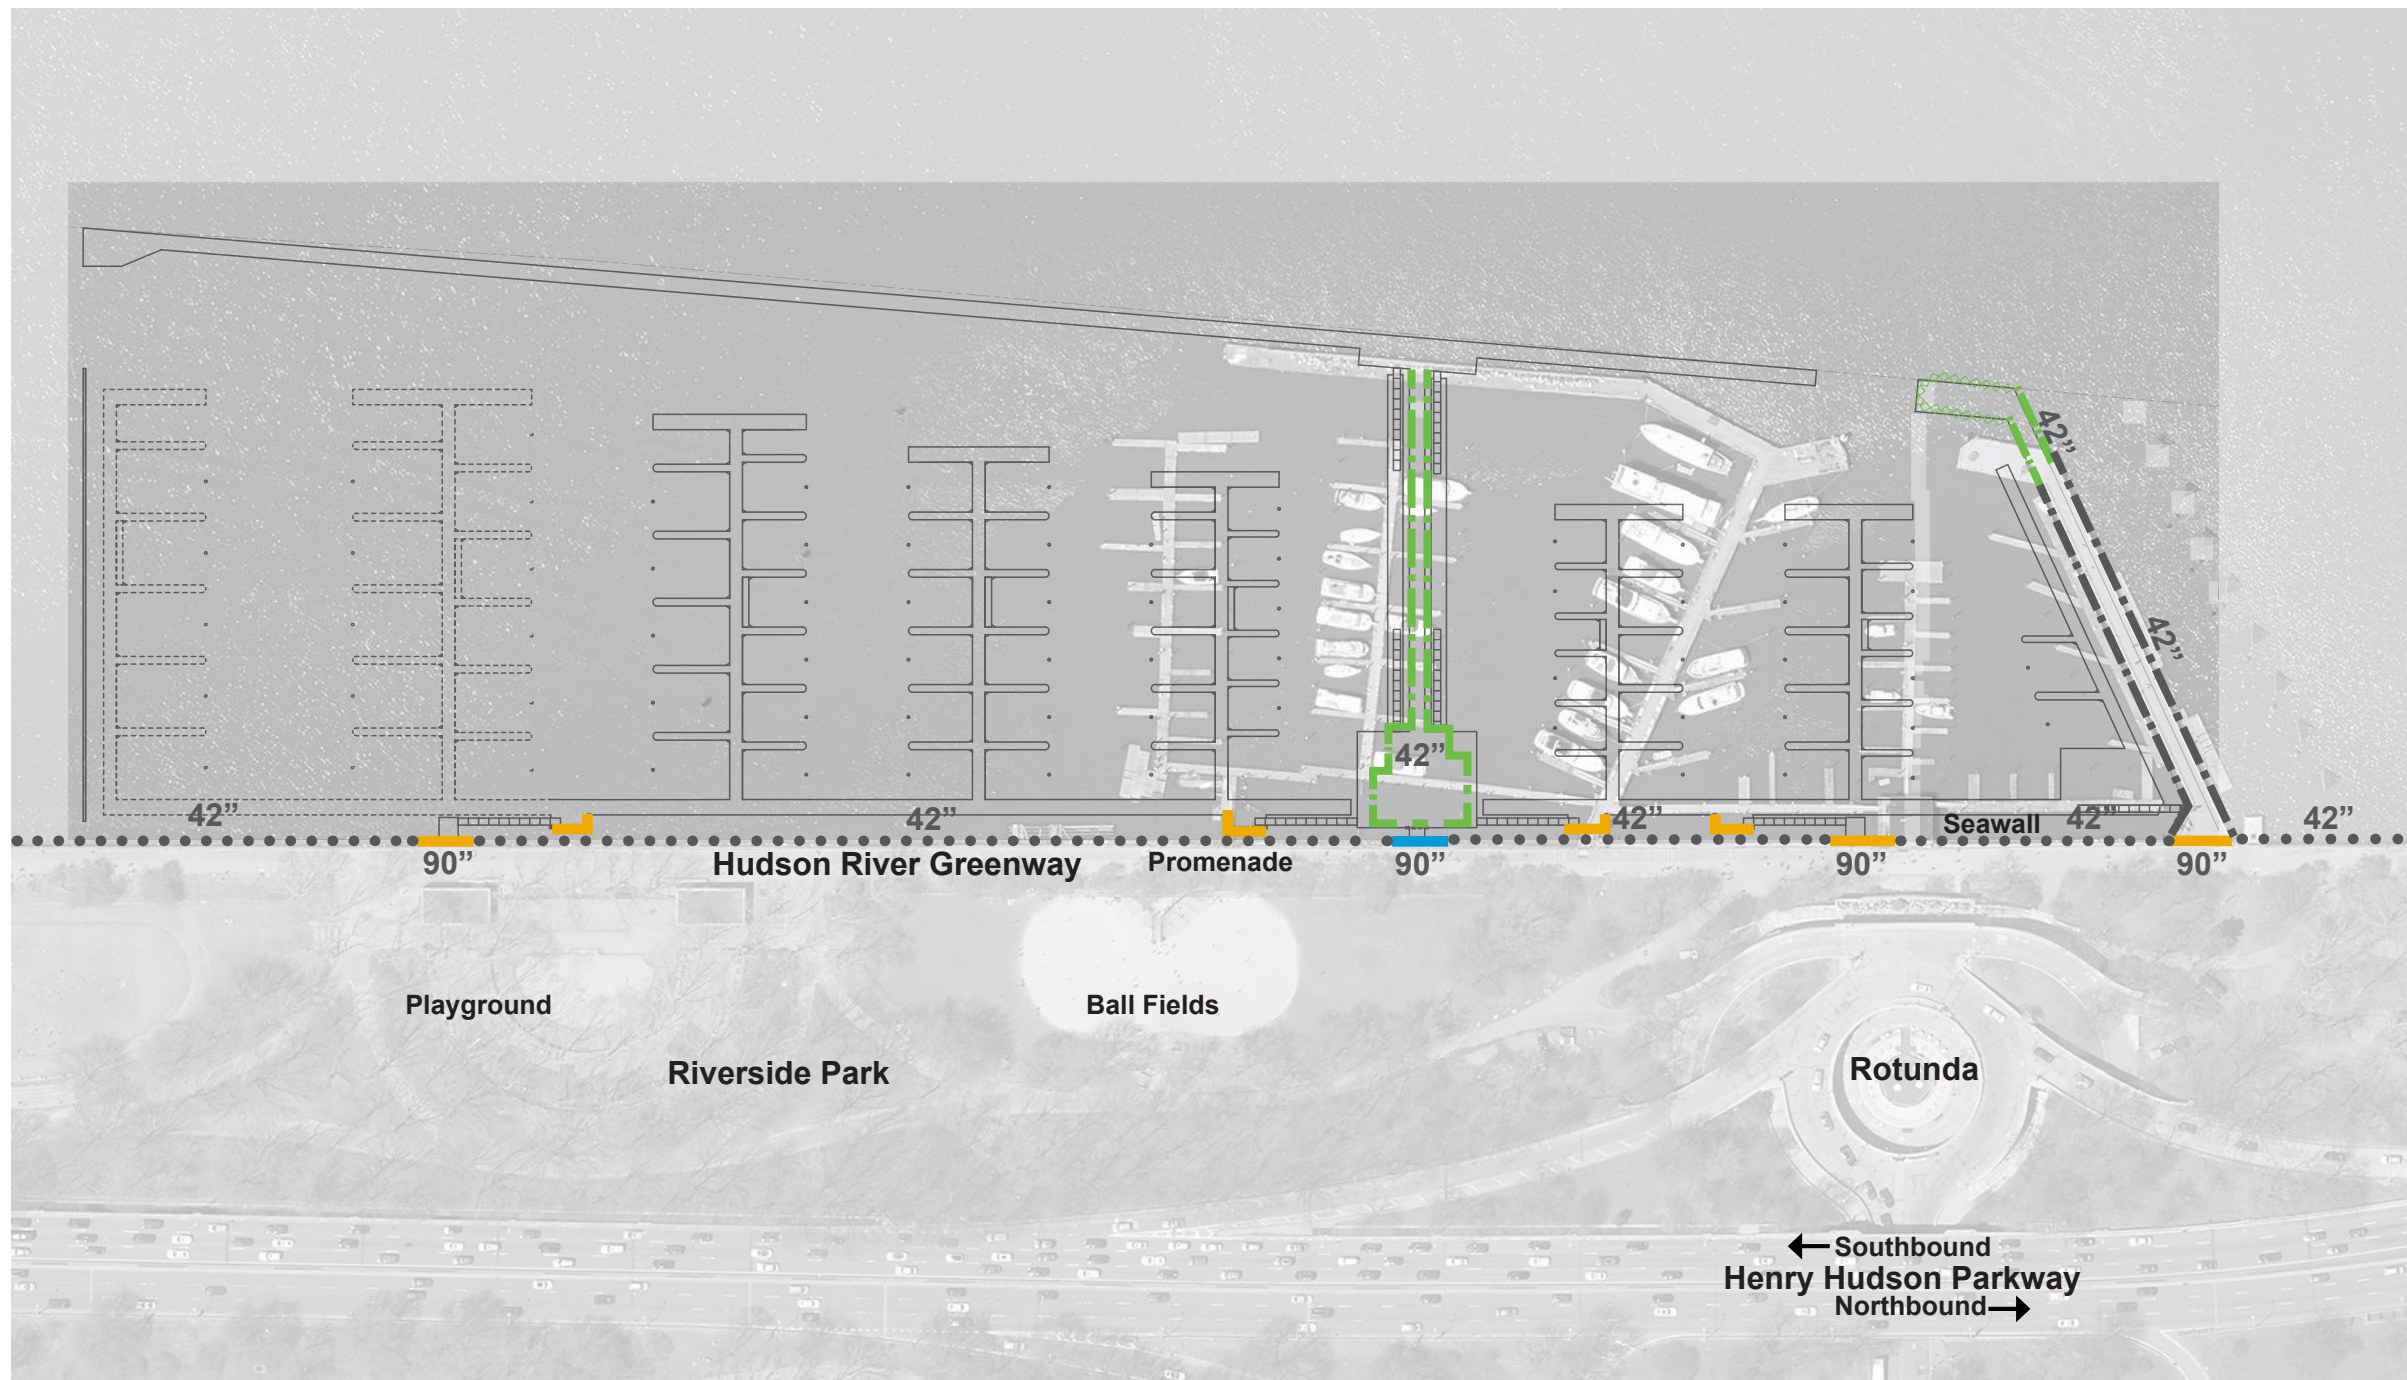 42”
42”
42”
42”
42”
42”
Seawall
42”
42”
90”
Hudson River Greenway
Promenade
90”
90”
90”
Playground
Ball Fields
Riverside Park
Rotunda
Southbound
Henry Hudson Parkway
Northbound